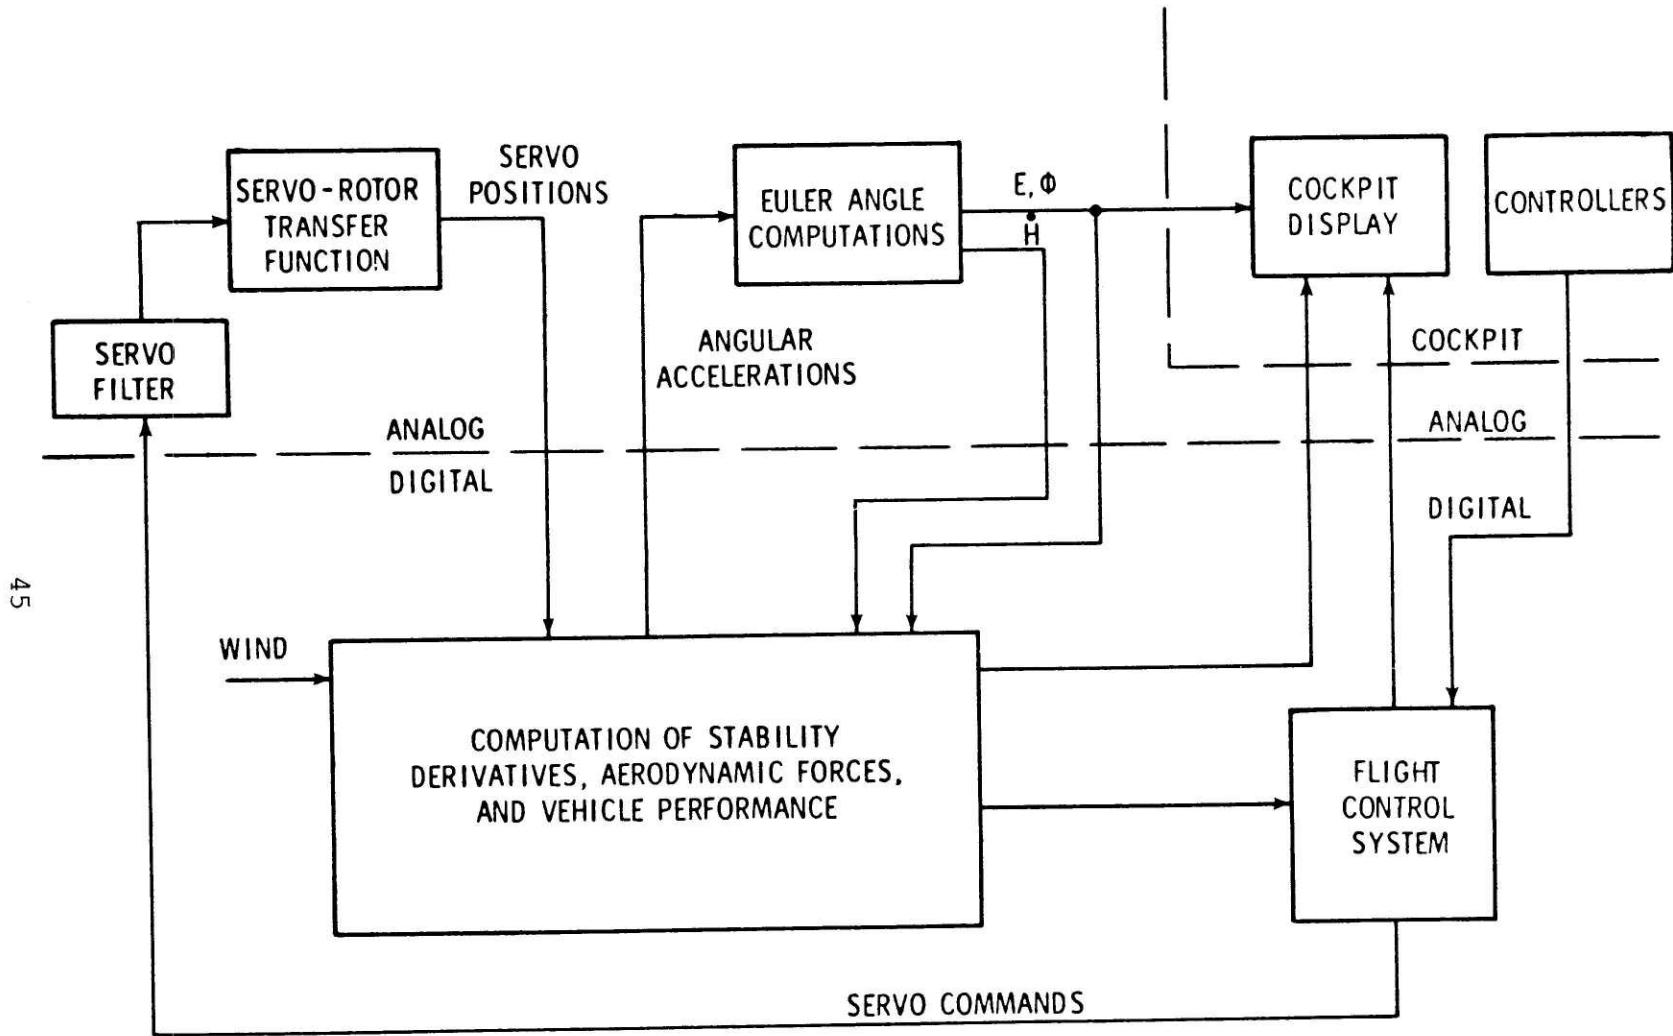 SERVO-ROTOR
TRANSFER
FUNCTION
SERVO
POSITIONS
EULER ANGLE
COMPUTATIONS
E, Φ
Ḣ
COCKPIT
DISPLAY
CONTROLLERS
SERVO
FILTER
ANGULAR
ACCELERATIONS
COCKPIT
ANALOG
DIGITAL
ANALOG
DIGITAL
45
WIND
COMPUTATION OF STABILITY
DERIVATIVES, AERODYNAMIC FORCES,
AND VEHICLE PERFORMANCE
FLIGHT
CONTROL
SYSTEM
SERVO COMMANDS